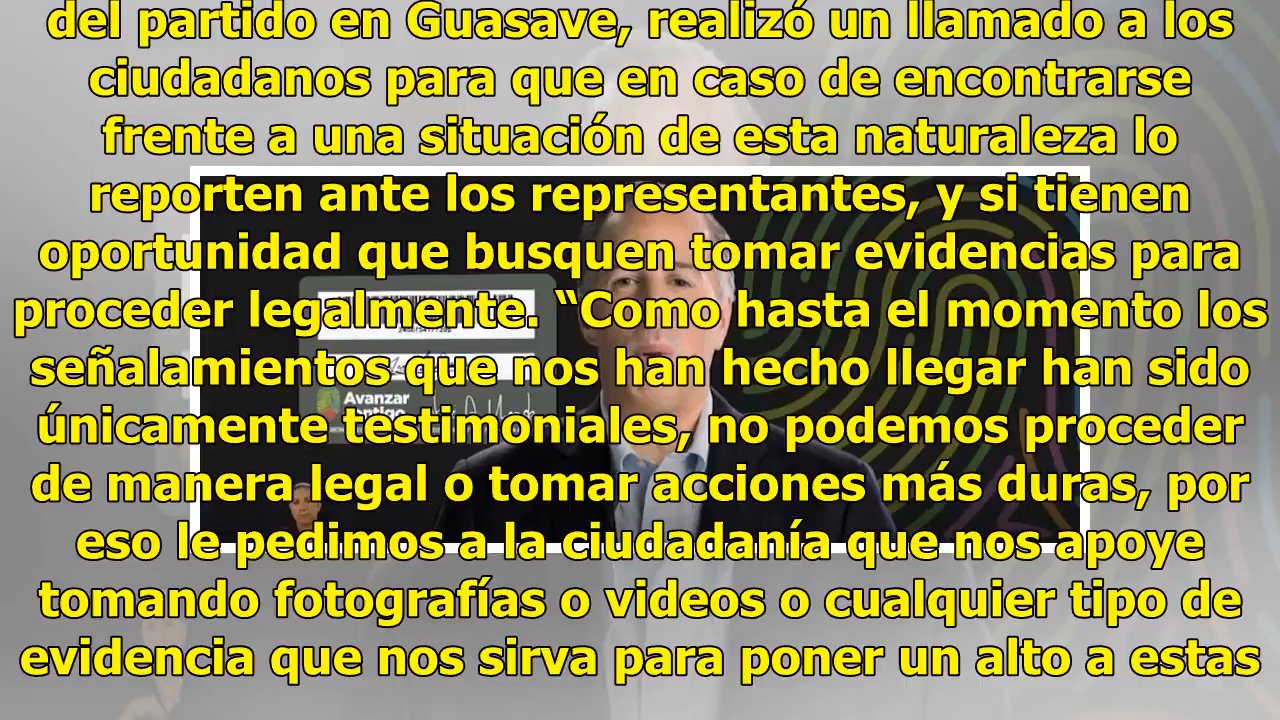 del partido en Guasave, realizó un llamado a los
ciudadanos para que en caso de encontrarse
frente a una situación de esta naturaleza lo
reporten ante los representantes, y si tienen
oportunidad que busquen tomar evidencias para
proceder legalmente. “Como hasta el momento los
señalamientos que nos han hecho llegar han sido
únicamente testimoniales, no podemos proceder
de manera legal o tomar acciones más duras, por
eso le pedimos a la ciudadanía que nos apoye
tomando fotografías o videos o cualquier tipo de
evidencia que nos sirva para poner un alto a estas
Avanzar